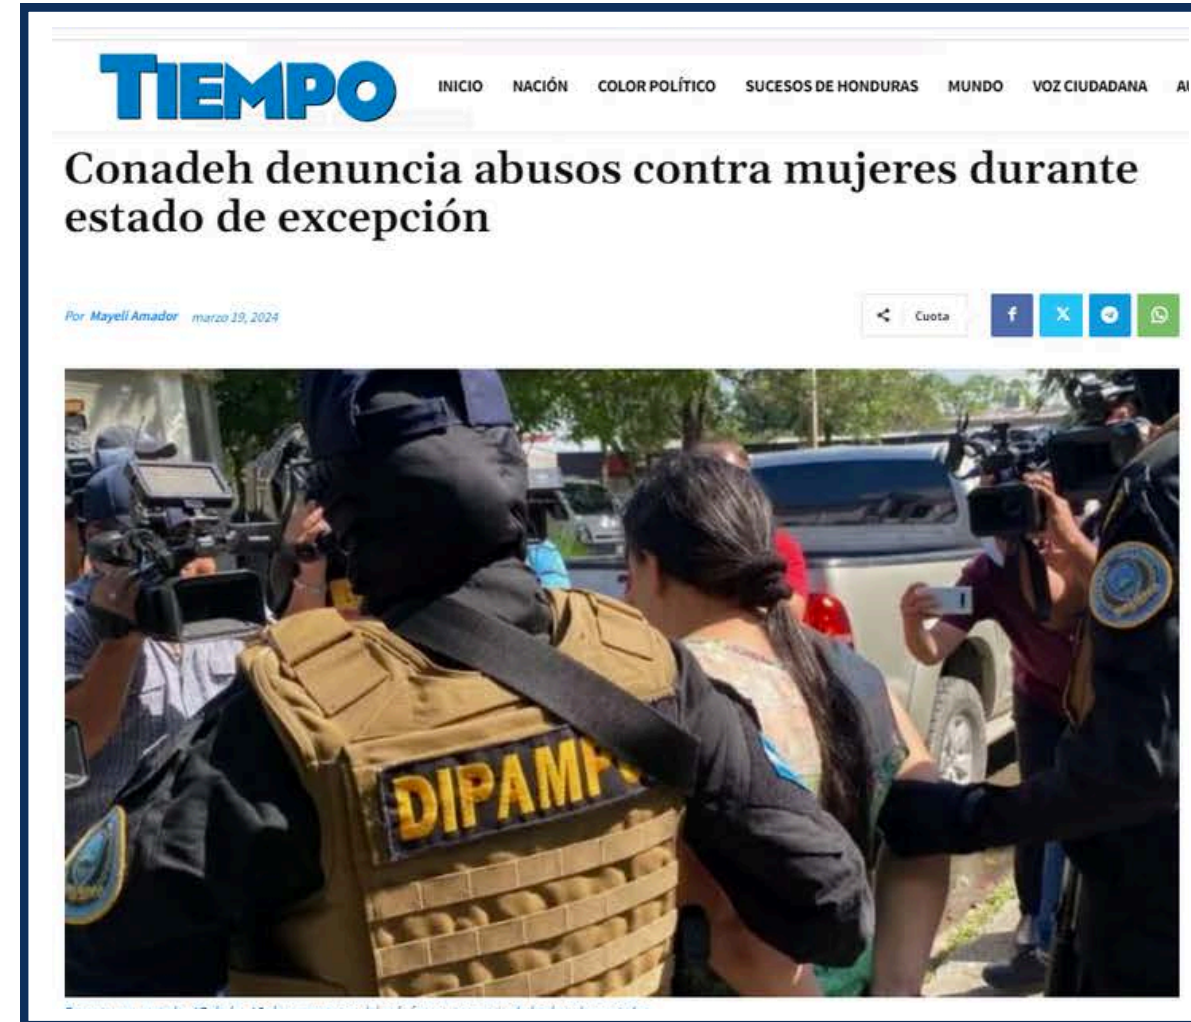 TIEMPO
INICIO NACIÓN COLOR POLÍTICO SUCESOS DE HONDURAS MUNDO VOZ CIUDADANA
Conadeh denuncia abusos contra mujeres durante
estado de excepción
Por Mayeli Amador marzo 19, 2024
Cuota
DIPAMP